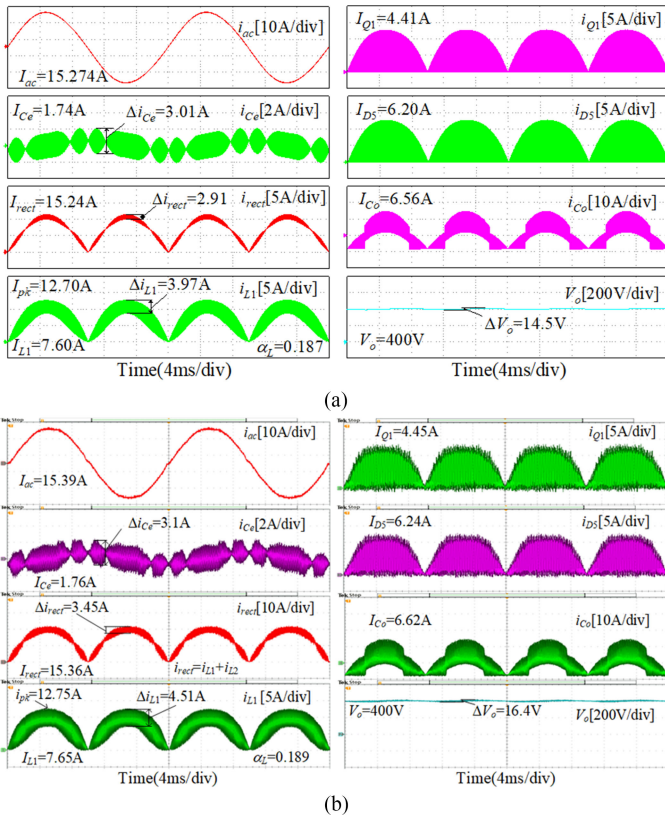 iac[10A/div]
Iac=15.274A
ICe=1.74A
ΔiCe=3.01A
iCe[2A/div]
Irect=15.24A
Δirect=2.91
irect[5A/div]
Ipk=12.70A
ΔiL1=3.97A
iL1[5A/div]
IL1=7.60A
αL=0.187
Time(4ms/div)
IQ1=4.41A
iQ1[5A/div]
ID5=6.20A
iD5[5A/div]
ICo=6.56A
iCo[10A/div]
Vo[200V/div]
ΔVo=14.5V
Vo=400V
Time(4ms/div)
(a)
Tek Stop
iac[10A/div]
Iac=15.39A
ΔiCe=3.1A
iCe[2A/div]
ICe=1.76A
Δirect=3.45A
irect[10A/div]
Irect=15.36A
irect=iL1+iL2
ipk=12.75A
ΔiL1=4.51A
iL1[5A/div]
IL1=7.65A
αL=0.189
Time(4ms/div)
Tek Stop
IQ1=4.45A
iQ1[5A/div]
ID5=6.24A
iD5[5A/div]
ICo=6.62A
iCo[10A/div]
Vo=400V
ΔVo=16.4V
Vo[200V/div]
Time(4ms/div)
(b)